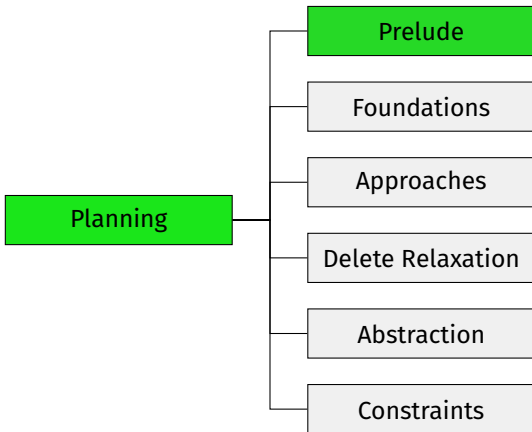 Planning
Prelude
Foundations
Approaches
Delete Relaxation
Abstraction
Constraints